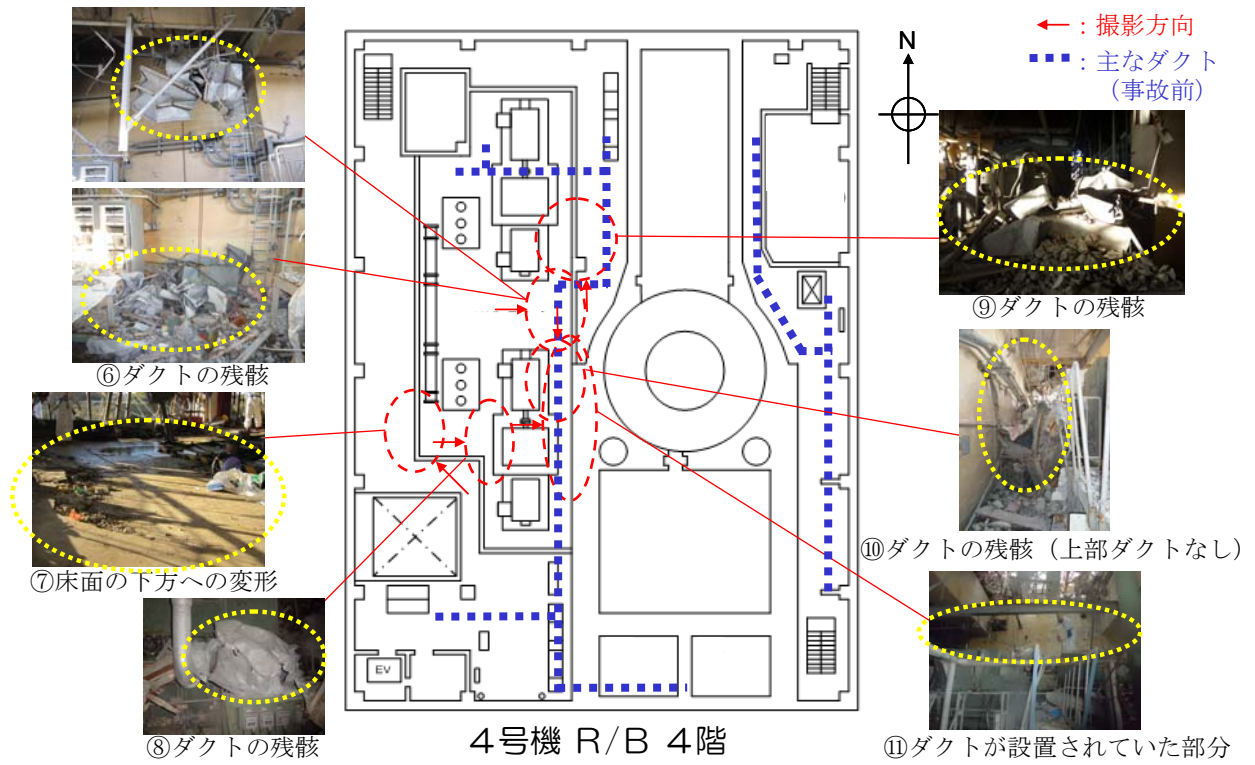 ←：撮影方向
：主なダクト
（事故前）
N
⑥ダクトの残骸
⑦床面の下方への変形
⑧ダクトの残骸
⑨ダクトの残骸
⑩ダクトの残骸（上部ダクトなし）
⑪ダクトが設置されていた部分
EV
4号機 R/B 4階